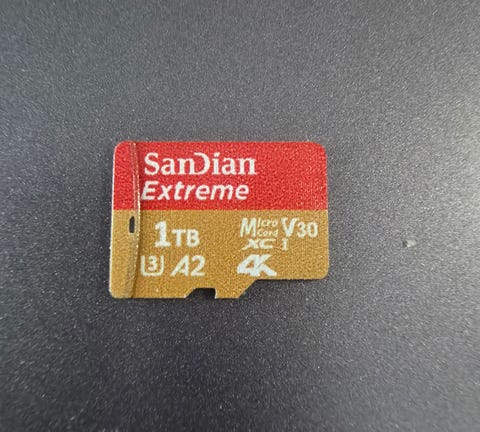 SanDian
Extreme
1TB
Micro Card V30
XC I
U3 A2
4K